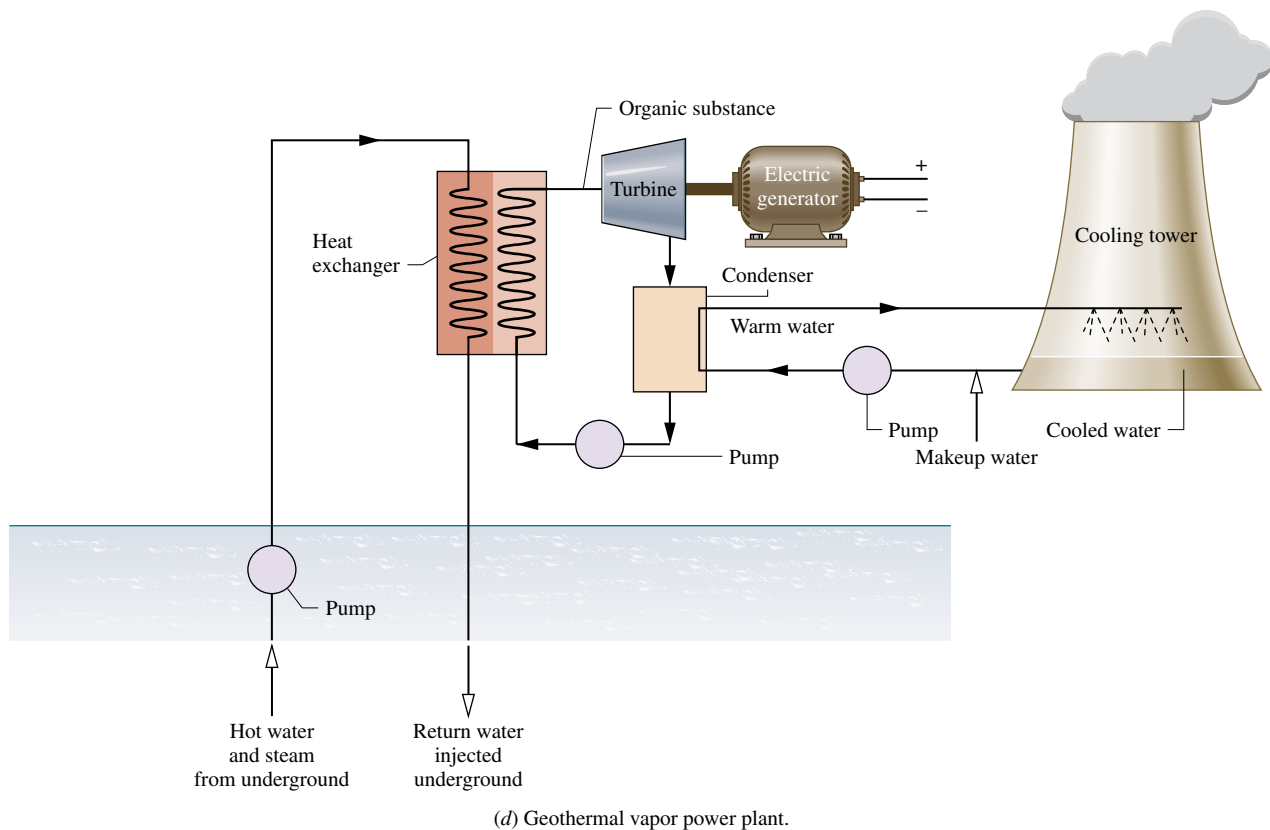 Organic substance
Turbine
Electric
generator
+
−
Heat
exchanger
Cooling tower
Condenser
Warm water
Pump
Pump
Makeup water
Cooled water
Pump
Hot water
and steam
from underground
Return water
injected
underground
(d) Geothermal vapor power plant.